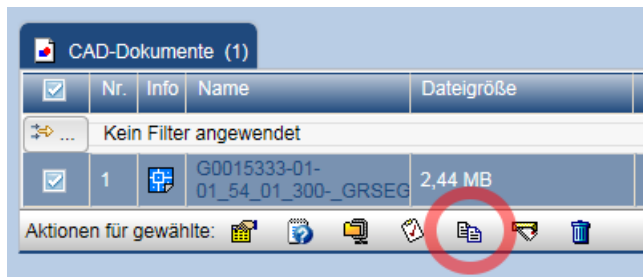 CAD-Dokumente (1)
Nr. Info Name Dateigröße
... Kein Filter angewendet
1 G0015333-01-
01_54_01_300-_GRSEG 2,44 MB
Aktionen für gewählte: